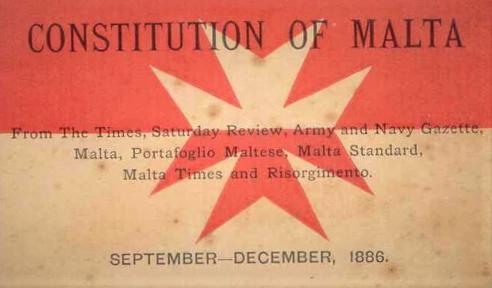 CONSTITUTION OF MALTA
From The Times, Saturday Review, Army and Navy Gazette,
Malta, Portafoglio Maltese, Malta Standard,
Malta Times and Risorgimento.
SEPTEMBER—DECEMBER, 1886.